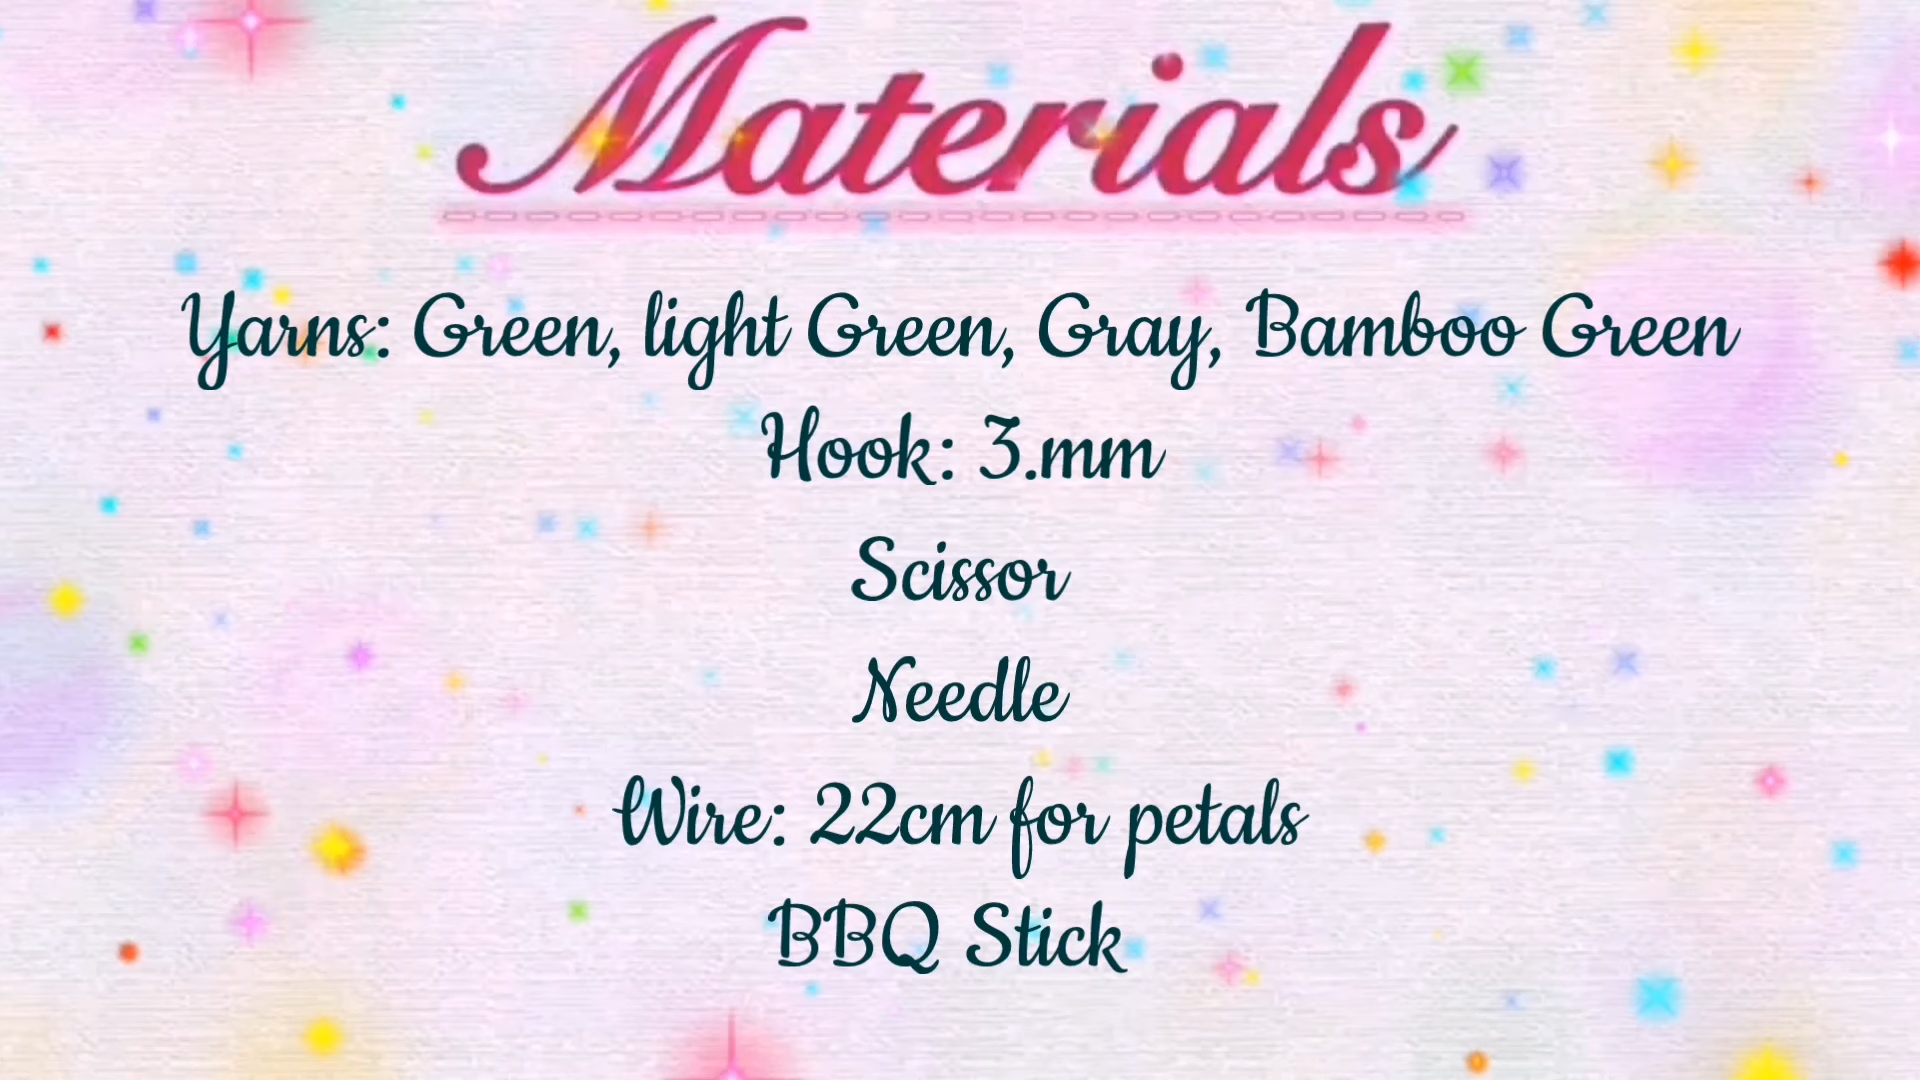 Materials
Yarns: Green, light Green, Gray, Bamboo Green
Hook: 3.mm
Scissor
Needle
Wire: 22cm for petals
BBQ Stick